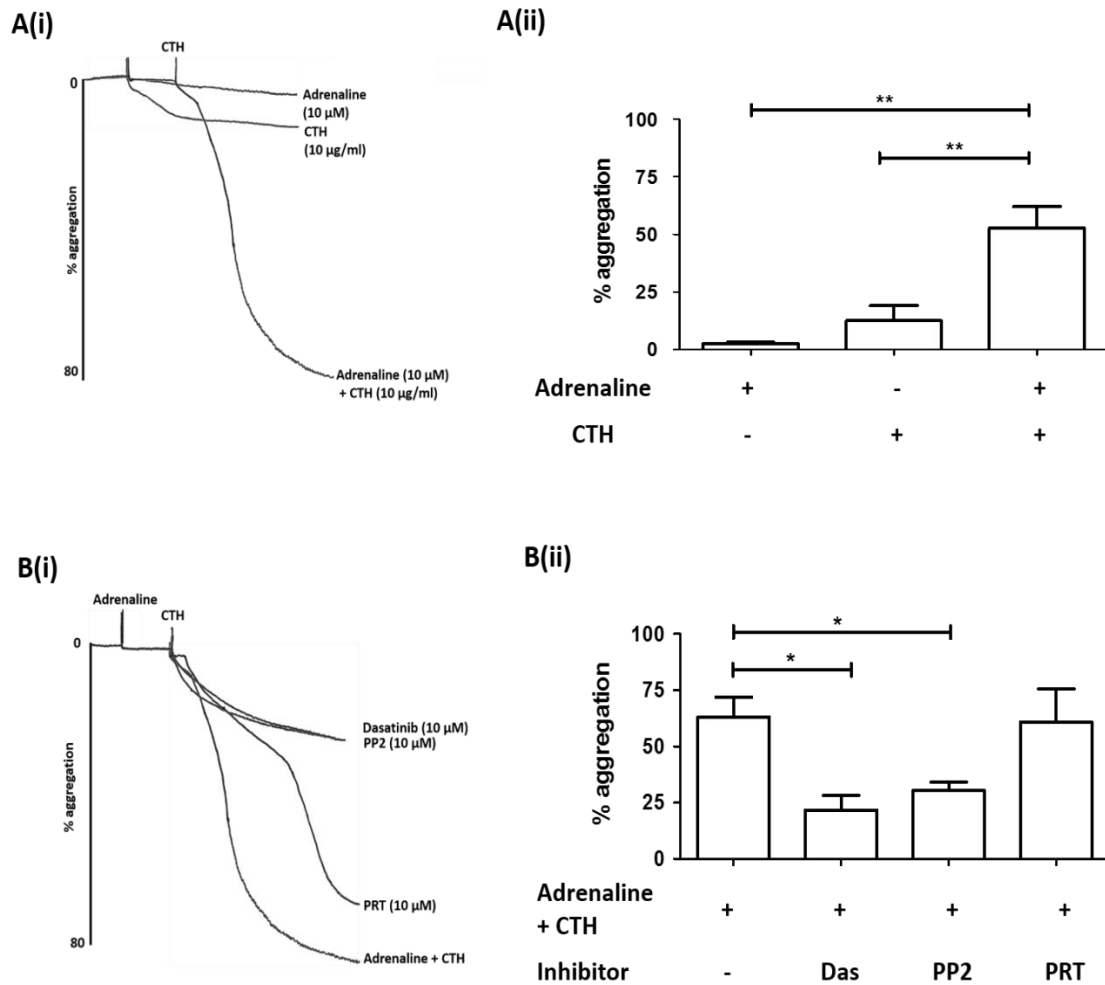 A(i)
CTH
0
Adrenaline
(10 µM)
CTH
(10 µg/ml)
% aggregation
80
Adrenaline (10 µM)
+ CTH (10 µg/ml)
A(ii)
**
**
100
75
50
25
0
% aggregation
Adrenaline + - +
CTH - + +
B(i)
Adrenaline
CTH
0
Dasatinib (10 µM)
PP2 (10 µM)
% aggregation
PRT (10 µM)
80
Adrenaline + CTH
B(ii)
*
*
100
75
50
25
0
% aggregation
Adrenaline
+ CTH + + + +
Inhibitor - Das PP2 PRT